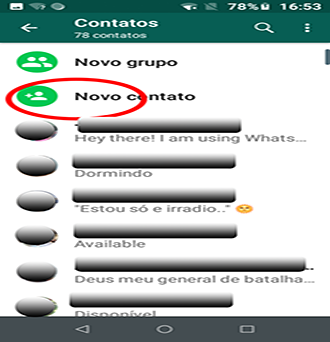 78% 16:53
Contatos
78 contatos
Novo grupo
Novo contato
Hey there! I am using Whats...
Dormindo
"Estou só e irradio.." 🥺
Available
Deus meu general de batalha...
Disponível